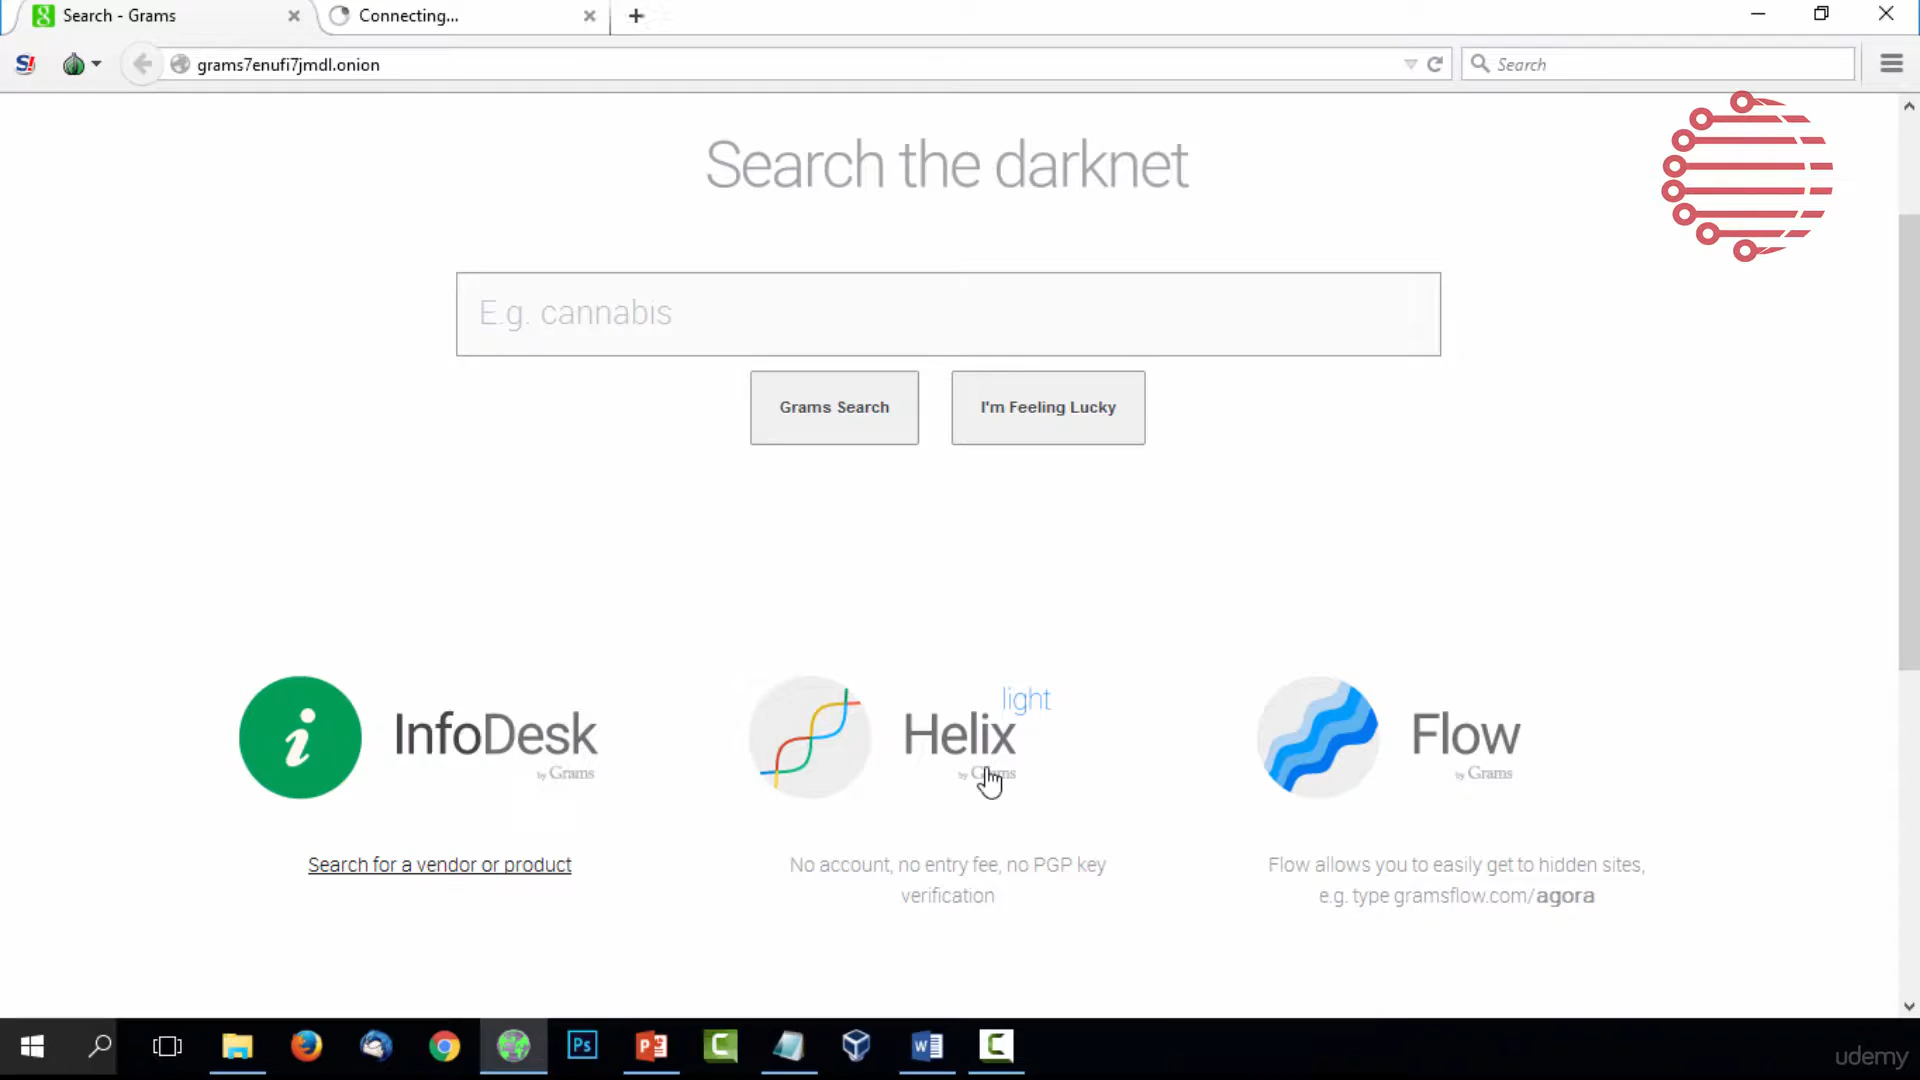 Search - Grams
Connecting...
grams7enufi7jmdl.onion
Search
Search the darknet
E.g. cannabis
Grams Search
I'm Feeling Lucky
InfoDesk
by Grams
Helix light
by Grams
Flow
by Grams
Search for a vendor or product
No account, no entry fee, no PGP key
verification
Flow allows you to easily get to hidden sites,
e.g. type gramsflow.com/agora
udemy